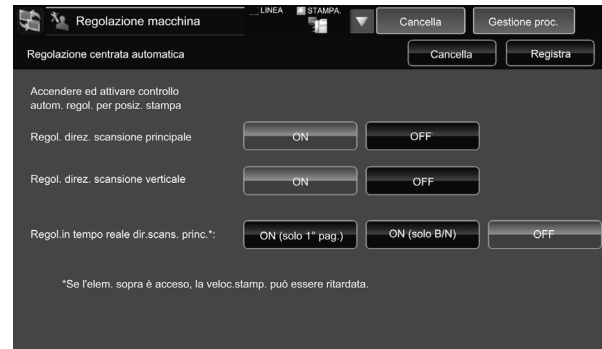 Regolazione macchina
LINEA
STAMPA.
Cancella
Gestione proc.
Regolazione centrata automatica
Cancella
Registra
Accendere ed attivare controllo
autom. regol. per posiz. stampa
Regol. direz. scansione principale
ON
OFF
Regol. direz. scansione verticale
ON
OFF
Regol.in tempo reale dir.scans. princ.*:
ON (solo 1° pag.)
ON (solo B/N)
OFF
*Se l'elem. sopra è acceso, la veloc.stamp. può essere ritardata.